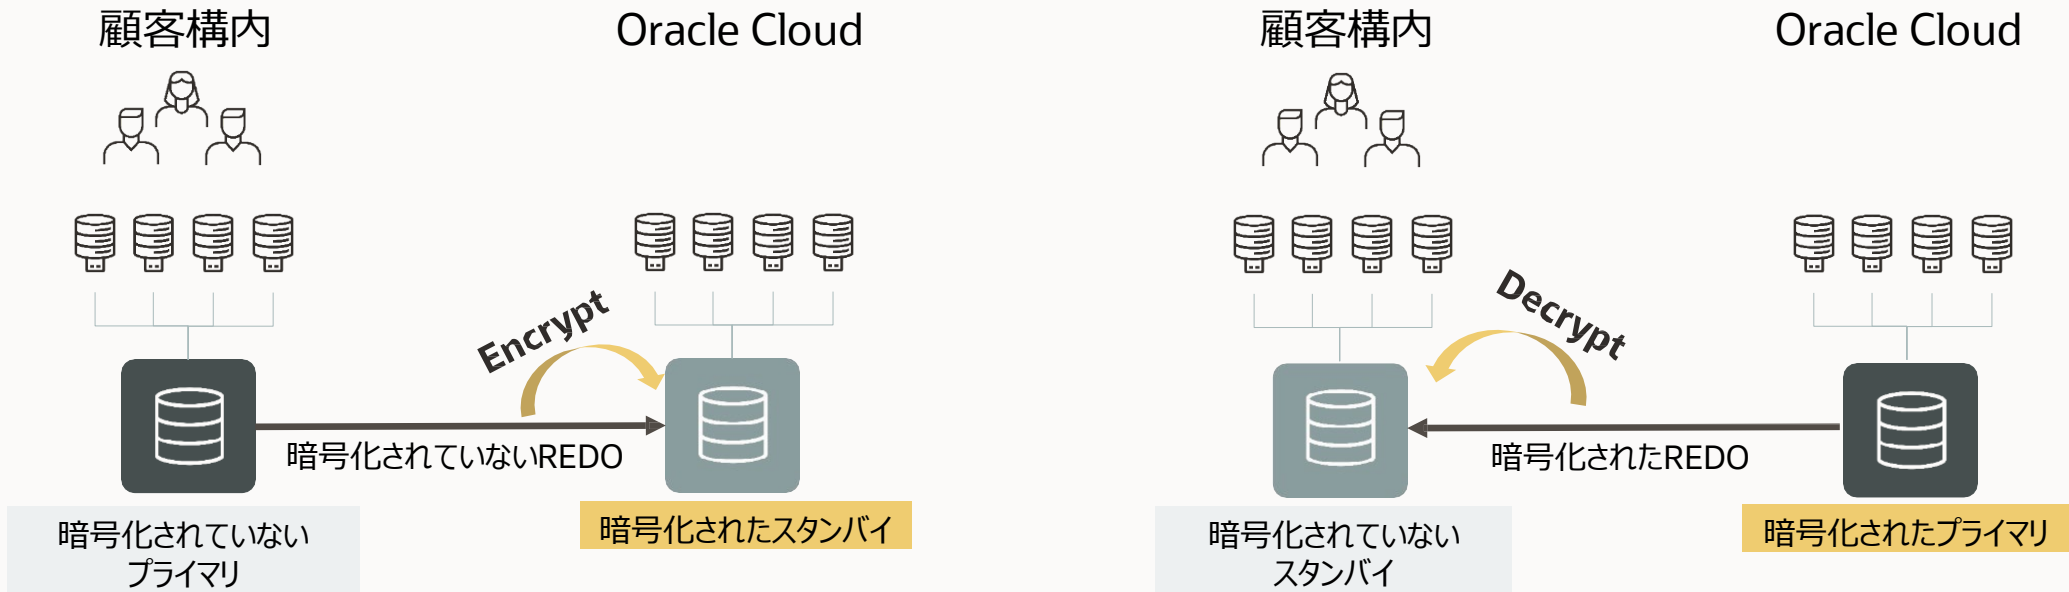 顧客構内
Oracle Cloud
Encrypt
暗号化されていないREDO
暗号化されていない
プライマリ
暗号化されたスタンバイ
顧客構内
Oracle Cloud
Decrypt
暗号化されたREDO
暗号化されていない
スタンバイ
暗号化されたプライマリ